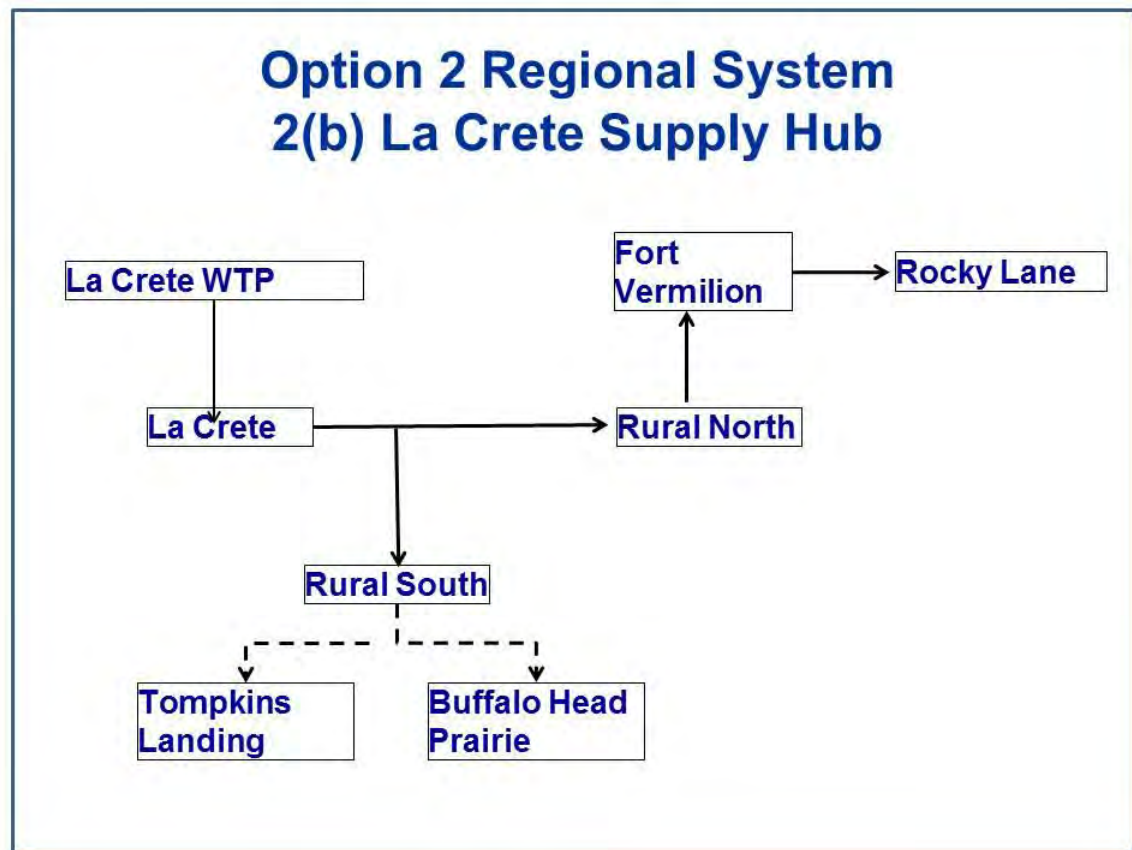 Option 2 Regional System
2(b) La Crete Supply Hub
Fort
Vermilion
Rocky Lane
La Crete WTP
La Crete
Rural North
Rural South
Tompkins
Landing
Buffalo Head
Prairie